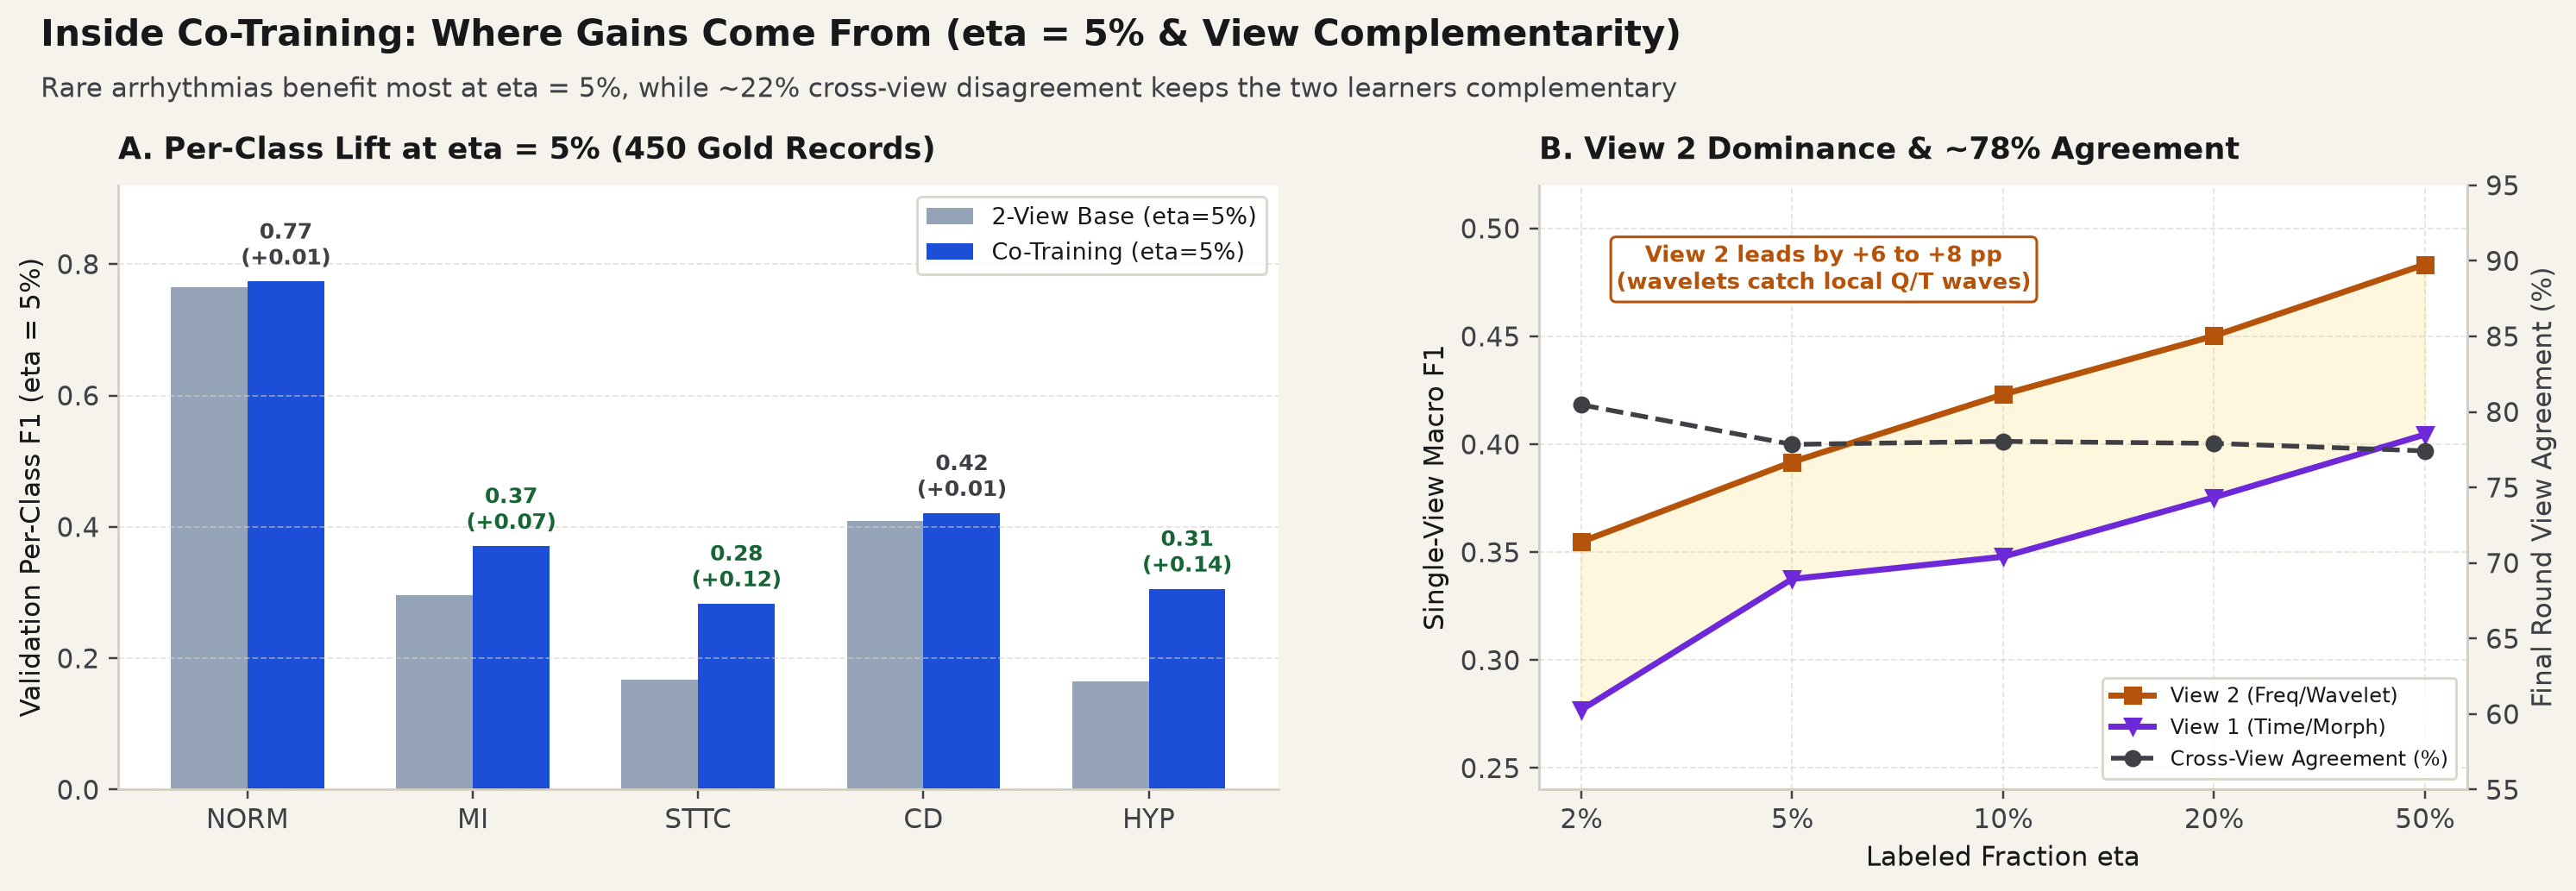 Inside Co-Training: Where Gains Come From (eta = 5% & View Complementarity)
Rare arrhythmias benefit most at eta = 5%, while ~22% cross-view disagreement keeps the two learners complementary
A. Per-Class Lift at eta = 5% (450 Gold Records)
Validation Per-Class F1 (eta = 5%)
0.8
0.6
0.4
0.2
0.0
2-View Base (eta=5%)
Co-Training (eta=5%)
0.77
(+0.01)
0.37
(+0.07)
0.28
(+0.12)
0.42
(+0.01)
0.31
(+0.14)
NORM
MI
STTC
CD
HYP
B. View 2 Dominance & ~78% Agreement
Single-View Macro F1
0.50
0.45
0.40
0.35
0.30
0.25
View 2 leads by +6 to +8 pp
(wavelets catch local Q/T waves)
View 2 (Freq/Wavelet)
View 1 (Time/Morph)
Cross-View Agreement (%)
95
90
85
80
75
70
65
60
55
Final Round View Agreement (%)
2%
5%
10%
20%
50%
Labeled Fraction eta